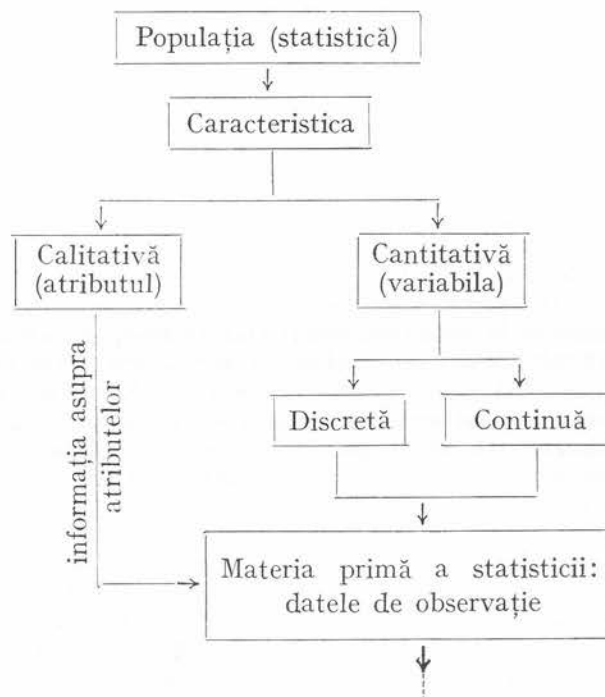 Populația (statistică)
Caracteristica
Calitativă
(atributul)
Cantitativă
(variabila)
informația asupra
atributelor
Discretă
Continuă
Materia primă a statisticii:
datele de observație